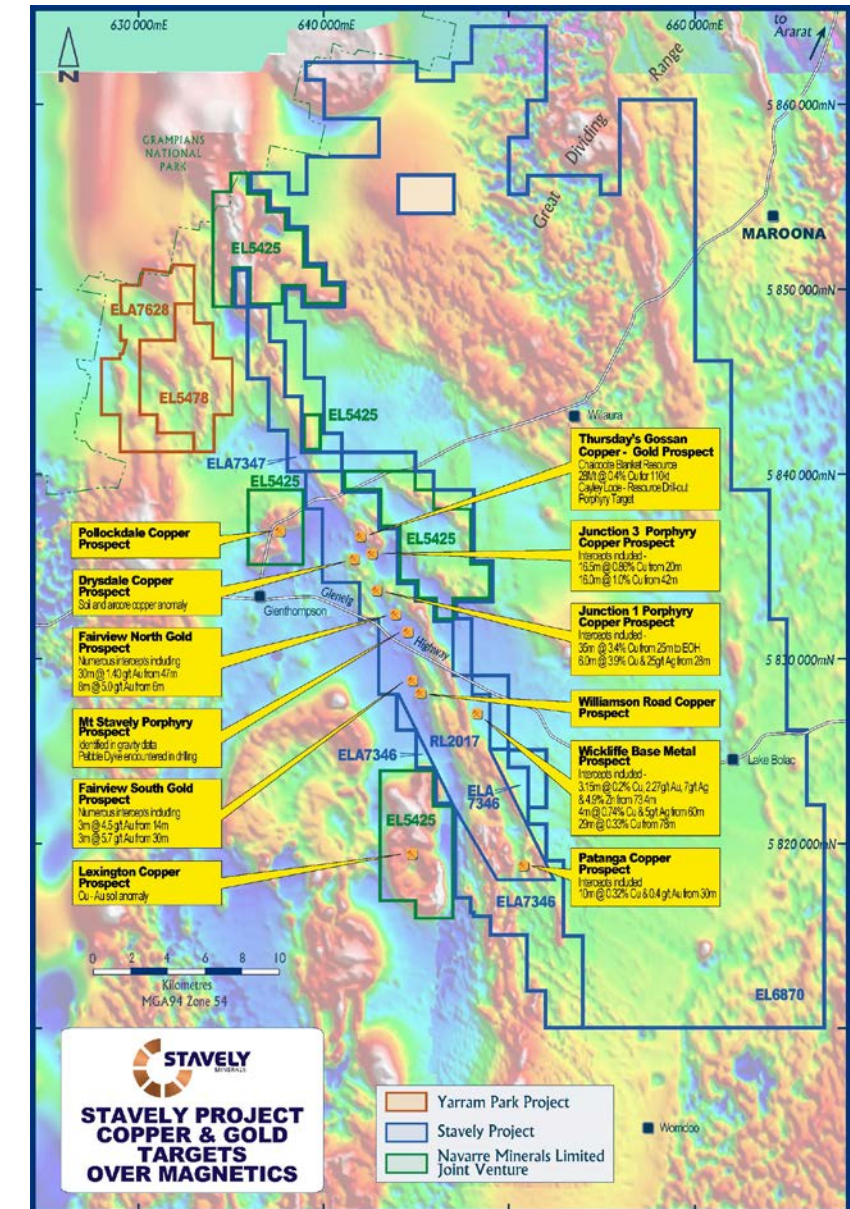 630 000mE
640 000mE
660 000mE
to
Ararat
N
Range
Dividing
Great
5 860 000mN
GRAMPIANS
NATIONAL
PARK
MAROONA
EL5425
5 850 000mN
ELA7628
EL5478
EL5425
Willaura
ELA7347
5 840 000mN
EL5425
EL5425
Thursday's Gossan
Copper - Gold Prospect
Chalcocite Blanket Resource
28Mt @ 0.4% Cu for 110kt
Cayley Lode - Resource Drill-out
Porphyry Target
Pollockdale Copper
Prospect
Junction 3 Porphyry
Copper Prospect
Intercepts included -
16.5m @ 0.86% Cu from 20m
16.0m @ 1.0% Cu from 42m
Drysdale Copper
Prospect
Soil and aircore copper anomaly
Glenthompson
Glenelg
Highway
Junction 1 Porphyry
Copper Prospect
Intercepts included -
35m @ 3.4% Cu from 25m to EOH.
6.0m @ 3.9% Cu & 25g/t Ag from 28m
Fairview North Gold
Prospect
Numerous intercepts including
30m @ 1.40 g/t Au from 47m
8m @ 5.0 g/t Au from 6m
5 830 000mN
Williamson Road Copper
Prospect
Mt Stavely Porphyry
Prospect
Identified in gravity data
Pebble Dyke encountered in drilling
RL2017
ELA7346
Wickliffe Base Metal
Prospect
Intercepts included -
3.15m @ 0.2% Cu, 2.27g/t Au, 7g/t Ag
& 4.9% Zn from 73.4m
4m @ 0.74% Cu & 5g/t Ag from 60m
29m @ 0.33% Cu from 78m
Lake Bolac
Fairview South Gold
Prospect
Numerous intercepts including
3m @ 4.5 g/t Au from 14m
3m @ 5.7 g/t Au from 30m
ELA
7346
EL5425
5 820 000mN
Lexington Copper
Prospect
Cu - Au soil anomaly
Patanga Copper
Prospect
Intercepts included
10m @ 0.32% Cu & 0.4 g/t Au from 30m
ELA7346
0 2 4 6 8 10
Kilometres
MGA94 Zone 54
EL6870
STAVELY
MINERALS
STAVELY PROJECT
COPPER & GOLD
TARGETS
OVER MAGNETICS
Yarram Park Project
Stavely Project
Navarre Minerals Limited
Joint Venture
Worndoo